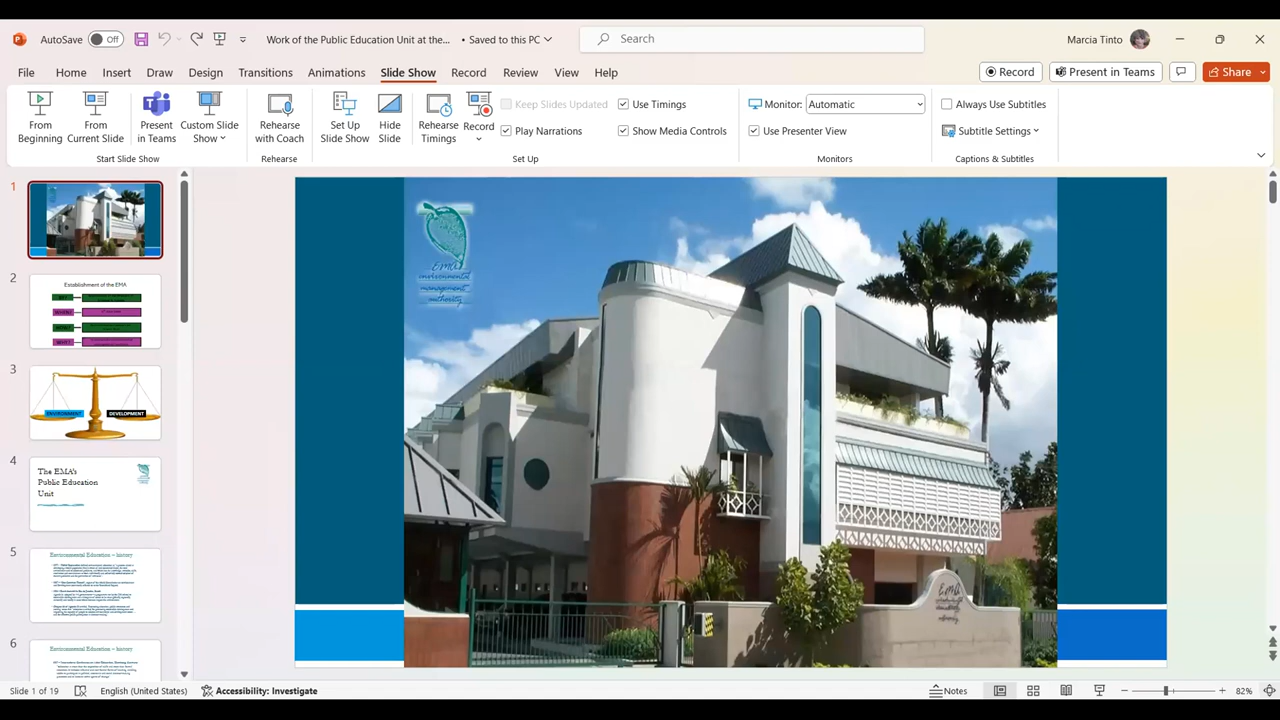 AutoSave Off
Work of the Public Education Unit at the... • Saved to this PC
Search
Marcia Tinto
File Home Insert Draw Design Transitions Animations Slide Show Record Review View Help
Record Present in Teams Share
From Beginning
From Current Slide
Present in Teams
Custom Slide Show
Rehearse with Coach
Set Up Slide Show
Hide Slide
Rehearse Timings
Record
Keep Slides Updated
Use Timings
Play Narrations
Show Media Controls
Monitor: Automatic
Use Presenter View
Always Use Subtitles
Subtitle Settings
Start Slide Show Rehearse Set Up Monitors Captions & Subtitles
1
2
Establishment of the EMA
3
ENVIRONMENT DEVELOPMENT
4
The EMA's
Public Education
Unit
5
Environmental Education – history
6
Environmental Education – history
EMA
environmental
management
authority
EMA
Slide 1 of 19 English (United States) Accessibility: Investigate Notes 82%